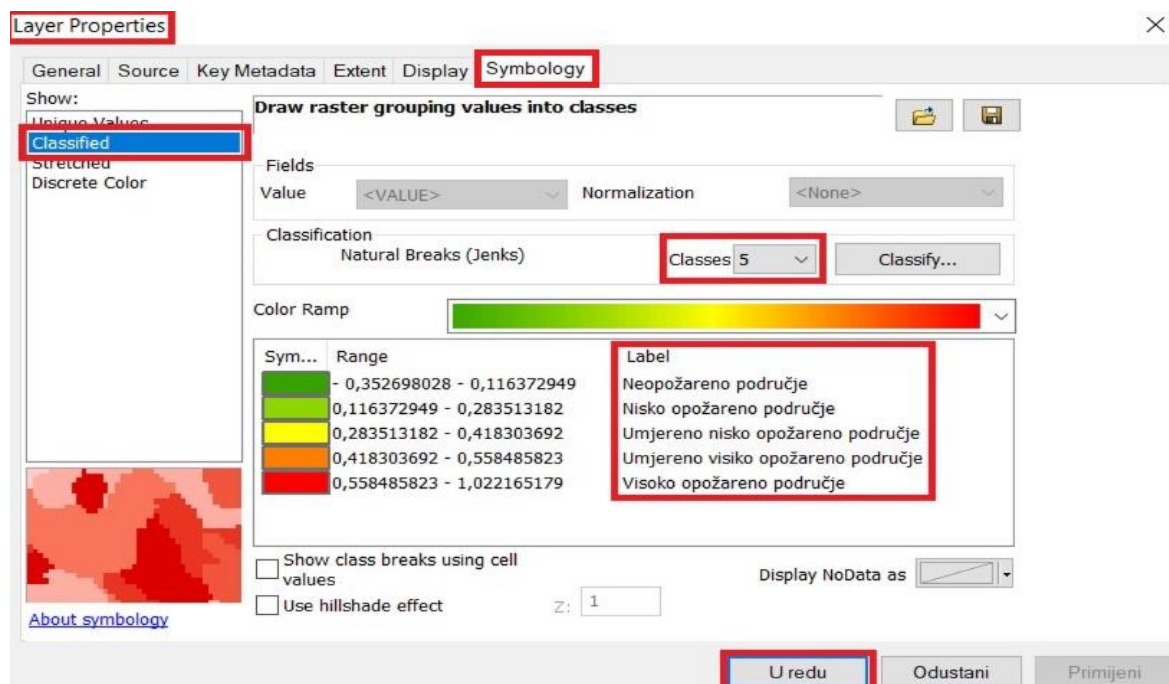 Layer Properties
General Source Key Metadata Extent Display Symbology
Show:
Unique Values
Classified
Stretched
Discrete Color
Draw raster grouping values into classes
Fields
Value <VALUE> Normalization <None>
Classification
Natural Breaks (Jenks) Classes 5 Classify...
Color Ramp
Sym... Range Label
- 0,352698028 - 0,116372949 Neopožareno područje
0,116372949 - 0,283513182 Nisko opožareno područje
0,283513182 - 0,418303692 Umjereno nisko opožareno područje
0,418303692 - 0,558485823 Umjereno visiko opožareno područje
0,558485823 - 1,022165179 Visoko opožareno područje
Show class breaks using cell
values
Display NoData as
Use hillshade effect Z: 1
About symbology
U redu Odustani Primijeni